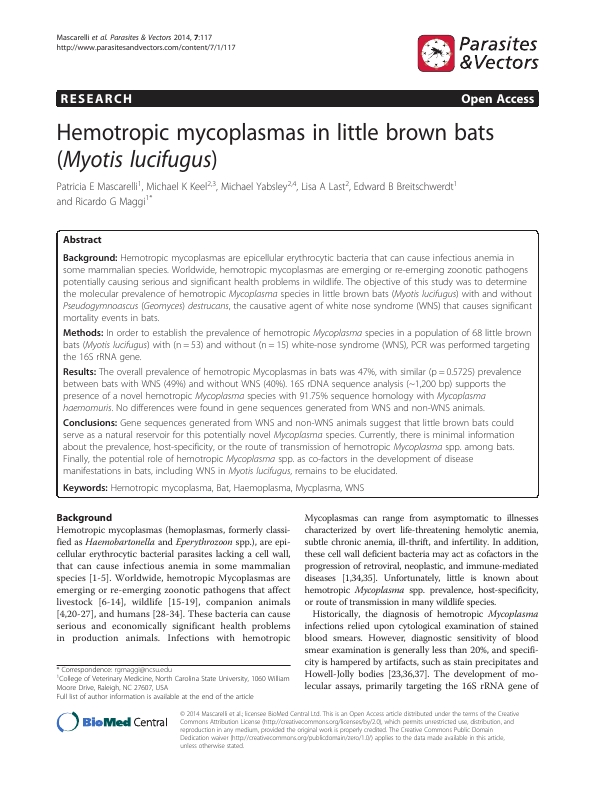 Mascarelli et al. Parasites & Vectors 2014, 7:117
http://www.parasitesandvectors.com/content/7/1/117
Parasites
&Vectors
RESEARCH
Open Access
Hemotropic mycoplasmas in little brown bats
(Myotis lucifugus)
Patricia E Mascarelli1, Michael K Keel2,3, Michael Yabsley2,4, Lisa A Last2, Edward B Breitschwerdt1
and Ricardo G Maggi1*
Abstract
Background: Hemotropic mycoplasmas are epicellular erythrocytic bacteria that can cause infectious anemia in
some mammalian species. Worldwide, hemotropic mycoplasmas are emerging or re-emerging zoonotic pathogens
potentially causing serious and significant health problems in wildlife. The objective of this study was to determine
the molecular prevalence of hemotropic Mycoplasma species in little brown bats (Myotis lucifugus) with and without
Pseudogymnoascus (Geomyces) destrucans, the causative agent of white nose syndrome (WNS) that causes significant
mortality events in bats.
Methods: In order to establish the prevalence of hemotropic Mycoplasma species in a population of 68 little brown
bats (Myotis lucifugus) with (n = 53) and without (n = 15) white-nose syndrome (WNS), PCR was performed targeting
the 16S rRNA gene.
Results: The overall prevalence of hemotropic Mycoplasmas in bats was 47%, with similar (p = 0.5725) prevalence
between bats with WNS (49%) and without WNS (40%). 16S rDNA sequence analysis (~1,200 bp) supports the
presence of a novel hemotropic Mycoplasma species with 91.75% sequence homology with Mycoplasma
haemomuris. No differences were found in gene sequences generated from WNS and non-WNS animals.
Conclusions: Gene sequences generated from WNS and non-WNS animals suggest that little brown bats could
serve as a natural reservoir for this potentially novel Mycoplasma species. Currently, there is minimal information
about the prevalence, host-specificity, or the route of transmission of hemotropic Mycoplasma spp. among bats.
Finally, the potential role of hemotropic Mycoplasma spp. as co-factors in the development of disease
manifestations in bats, including WNS in Myotis lucifugus, remains to be elucidated.
Keywords: Hemotropic mycoplasma, Bat, Haemoplasma, Mycplasma, WNS
Background
Hemotropic mycoplasmas (hemoplasmas, formerly classi-
fied as Haemobartonella and Eperythrozoon spp.), are epi-
cellular erythrocytic bacterial parasites lacking a cell wall,
that can cause infectious anemia in some mammalian
species [1-5]. Worldwide, hemotropic Mycoplasmas are
emerging or re-emerging zoonotic pathogens that affect
livestock [6-14], wildlife [15-19], companion animals
[4,20-27], and humans [28-34]. These bacteria can cause
serious and economically significant health problems
in production animals. Infections with hemotropic
Mycoplasmas can range from asymptomatic to illnesses
characterized by overt life-threatening hemolytic anemia,
subtle chronic anemia, ill-thrift, and infertility. In addition,
these cell wall deficient bacteria may act as cofactors in the
progression of retroviral, neoplastic, and immune-mediated
diseases [1,34,35]. Unfortunately, little is known about
hemotropic Mycoplasma spp. prevalence, host-specificity,
or route of transmission in many wildlife species.
Historically, the diagnosis of hemotropic Mycoplasma
infections relied upon cytological examination of stained
blood smears. However, diagnostic sensitivity of blood
smear examination is generally less than 20%, and specifi-
city is hampered by artifacts, such as stain precipitates and
Howell-Jolly bodies [23,36,37]. The development of mo-
lecular assays, primarily targeting the 16S rRNA gene of
* Correspondence: rgmaggi@ncsu.edu
1College of Veterinary Medicine, North Carolina State University, 1060 William
Moore Drive, Raleigh, NC 27607, USA
Full list of author information is available at the end of the article
BioMed Central
© 2014 Mascarelli et al.; licensee BioMed Central Ltd. This is an Open Access article distributed under the terms of the Creative
Commons Attribution License (http://creativecommons.org/licenses/by/2.0), which permits unrestricted use, distribution, and
reproduction in any medium, provided the original work is properly credited. The Creative Commons Public Domain
Dedication waiver (http://creativecommons.org/publicdomain/zero/1.0/) applies to the data made available in this article,
unless otherwise stated.